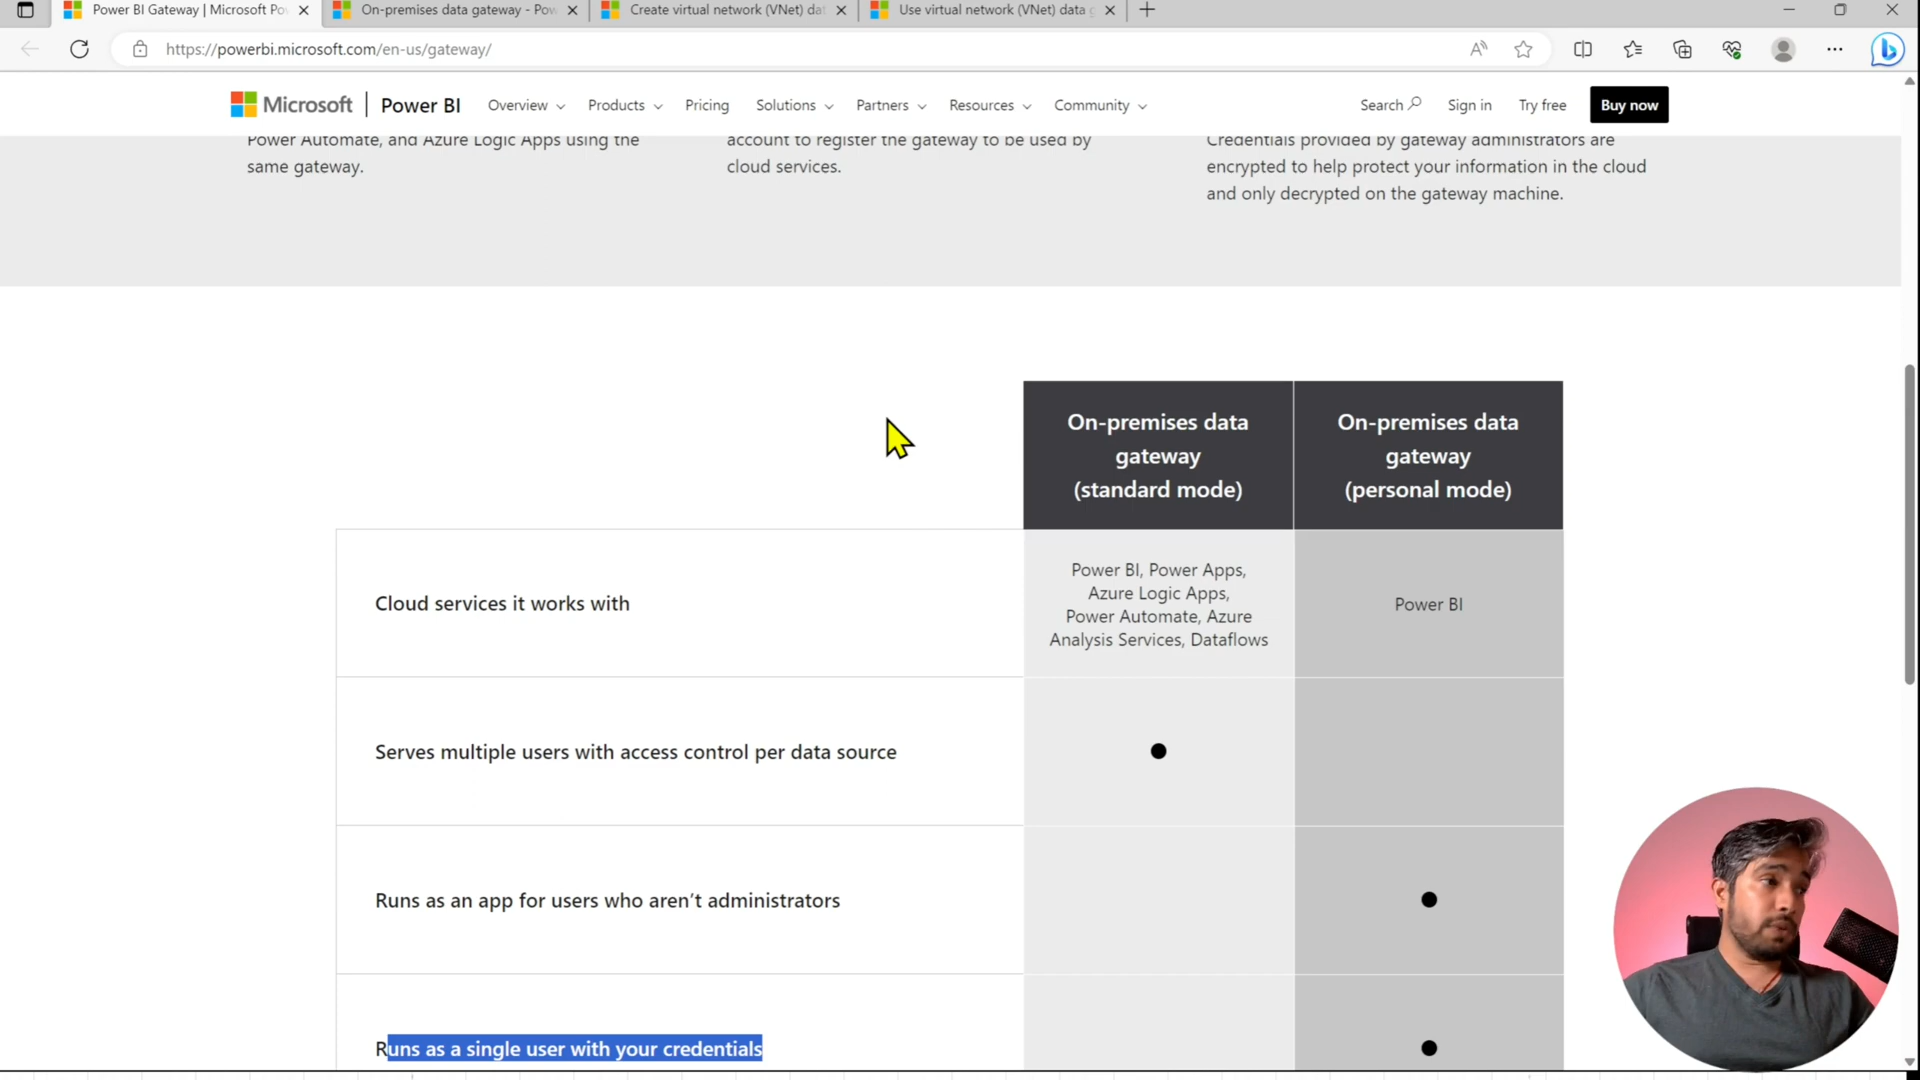 Power BI Gateway | Microsoft Po
On-premises data gateway - Pow
Create virtual network (VNet) dat
Use virtual network (VNet) data g
https://powerbi.microsoft.com/en-us/gateway/
Microsoft | Power BI
Overview
Products
Pricing
Solutions
Partners
Resources
Community
Search
Sign in
Try free
Buy now
Power Automate, and Azure Logic Apps using the
same gateway.
account to register the gateway to be used by
cloud services.
Credentials provided by gateway administrators are
encrypted to help protect your information in the cloud
and only decrypted on the gateway machine.
On-premises data
gateway
(standard mode)
On-premises data
gateway
(personal mode)
Cloud services it works with
Power BI, Power Apps,
Azure Logic Apps,
Power Automate, Azure
Analysis Services, Dataflows
Power BI
Serves multiple users with access control per data source
Runs as an app for users who aren’t administrators
Runs as a single user with your credentials